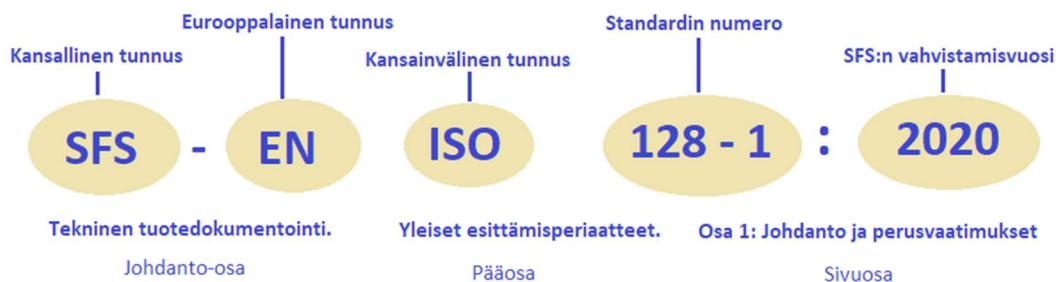 Eurooppalainen tunnus
Standardin numero
Kansallinen tunnus
Kansainvälinen tunnus
SFS:n vahvistamisvuosi
SFS - EN ISO 128 - 1 : 2020
Tekninen tuotedokumentointi. Yleiset esittämisperiaatteet. Osa 1: Johdanto ja perusvaatimukset
Johdanto-osa Pääosa Sivuosa